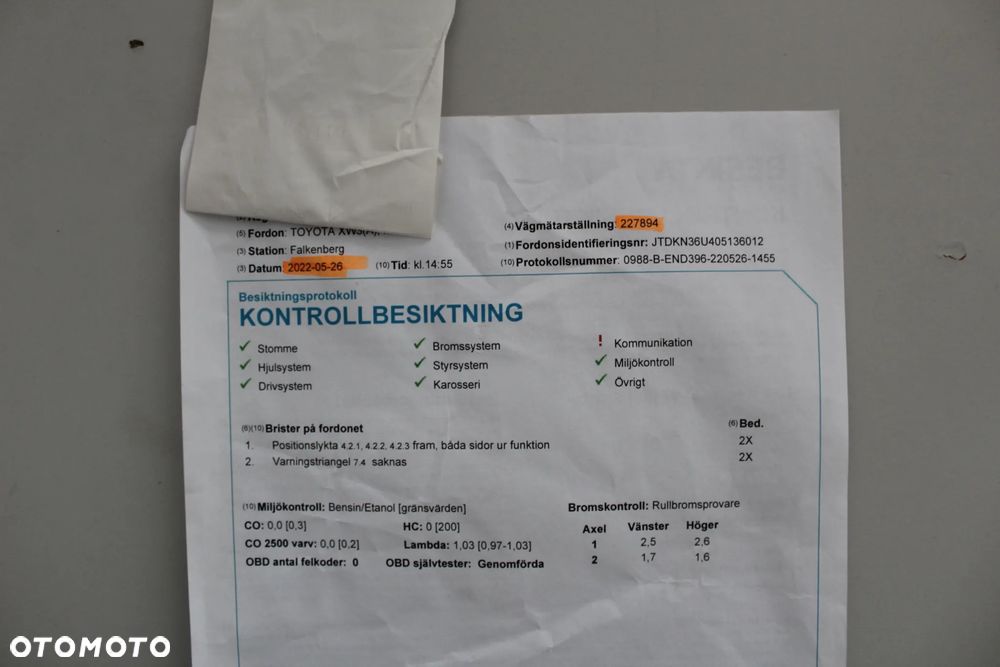 (5) Fordon: TOYOTA XW3(A),
(4) Vägmätarställning: 227894
(3) Station: Falkenberg
(1) Fordonsidentifieringsnr: JTDKN36U405136012
(3) Datum: 2022-05-26 (10) Tid: kl.14:55
(10) Protokollsnummer: 0988-B-END396-220526-1455
Besiktningsprotokoll
KONTROLLBESIKTNING
Stomme
Hjulsystem
Drivsystem
Bromssystem
Styrsystem
Karosseri
! Kommunikation
Miljökontroll
Övrigt
(6)(10) Brister på fordonet (6) Bed.
1. Positionslykta 4.2.1, 4.2.2, 4.2.3 fram, båda sidor ur funktion 2X
2. Varningstriangel 7.4 saknas 2X
(10) Miljökontroll: Bensin/Etanol [gränsvärden]
CO: 0,0 [0,3] HC: 0 [200]
CO 2500 varv: 0,0 [0,2] Lambda: 1,03 [0,97-1,03]
OBD antal felkoder: 0 OBD självtester: Genomförda
Bromskontroll: Rullbromsprovare
Axel Vänster Höger
1 2,5 2,6
2 1,7 1,6
OTOMOTO